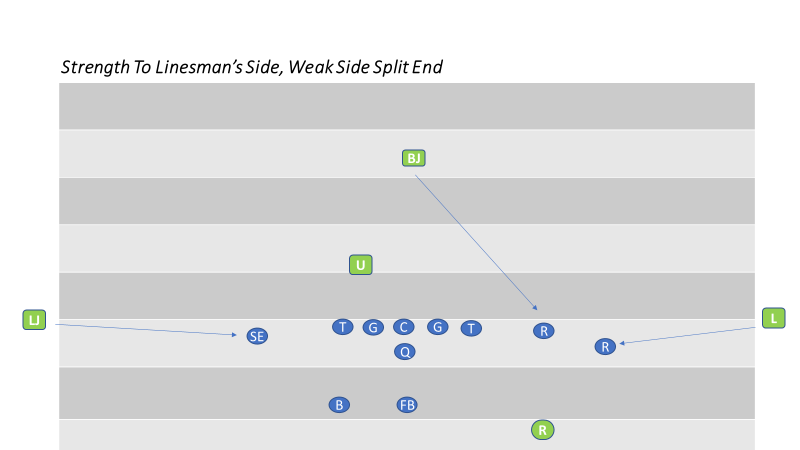 Strength To Linesman's Side, Weak Side Split End
BJ
U
LJ
L
T G C G T R
SE
R
Q
B FB
R